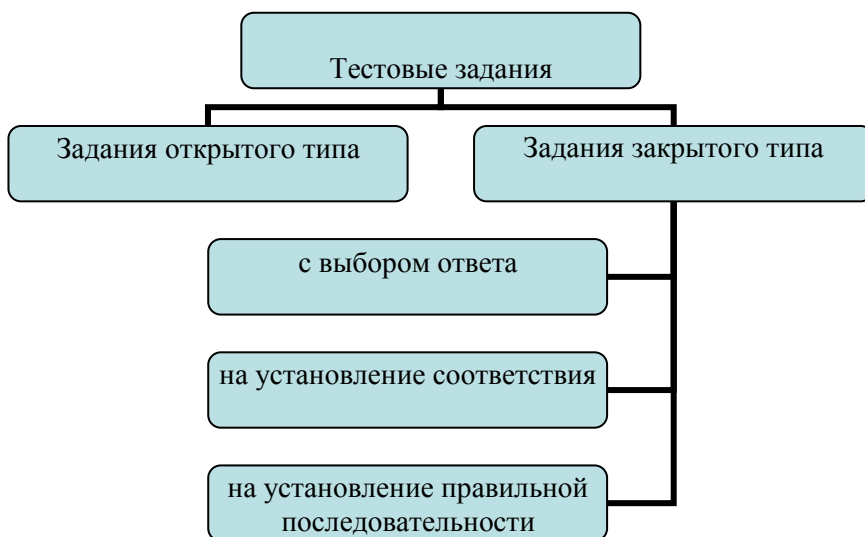 Тестовые задания
Задания открытого типа
Задания закрытого типа
с выбором ответа
на установление соответствия
на установление правильной
последовательности